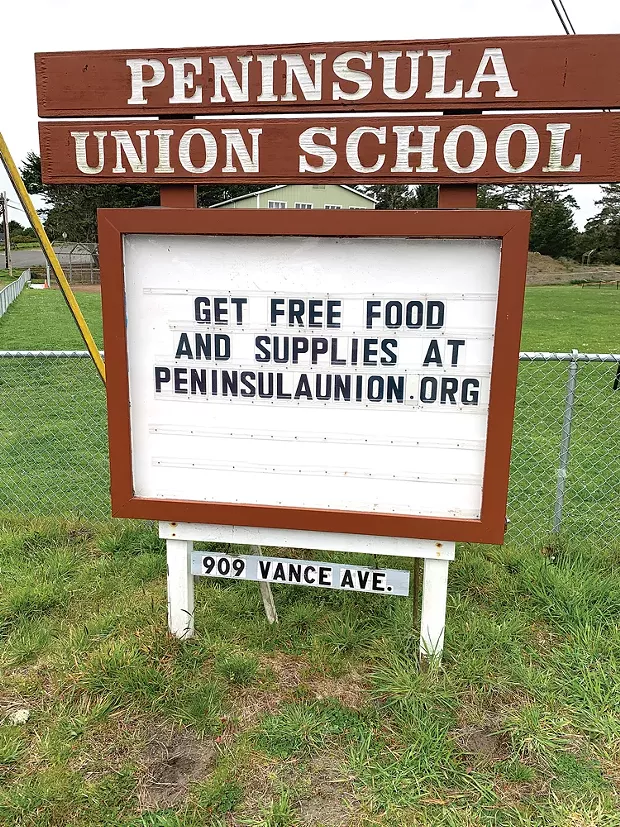 PENINSULA
UNION SCHOOL
GET FREE FOOD
AND SUPPLIES AT
PENINSULAUNION.ORG
909 VANCE AVE.